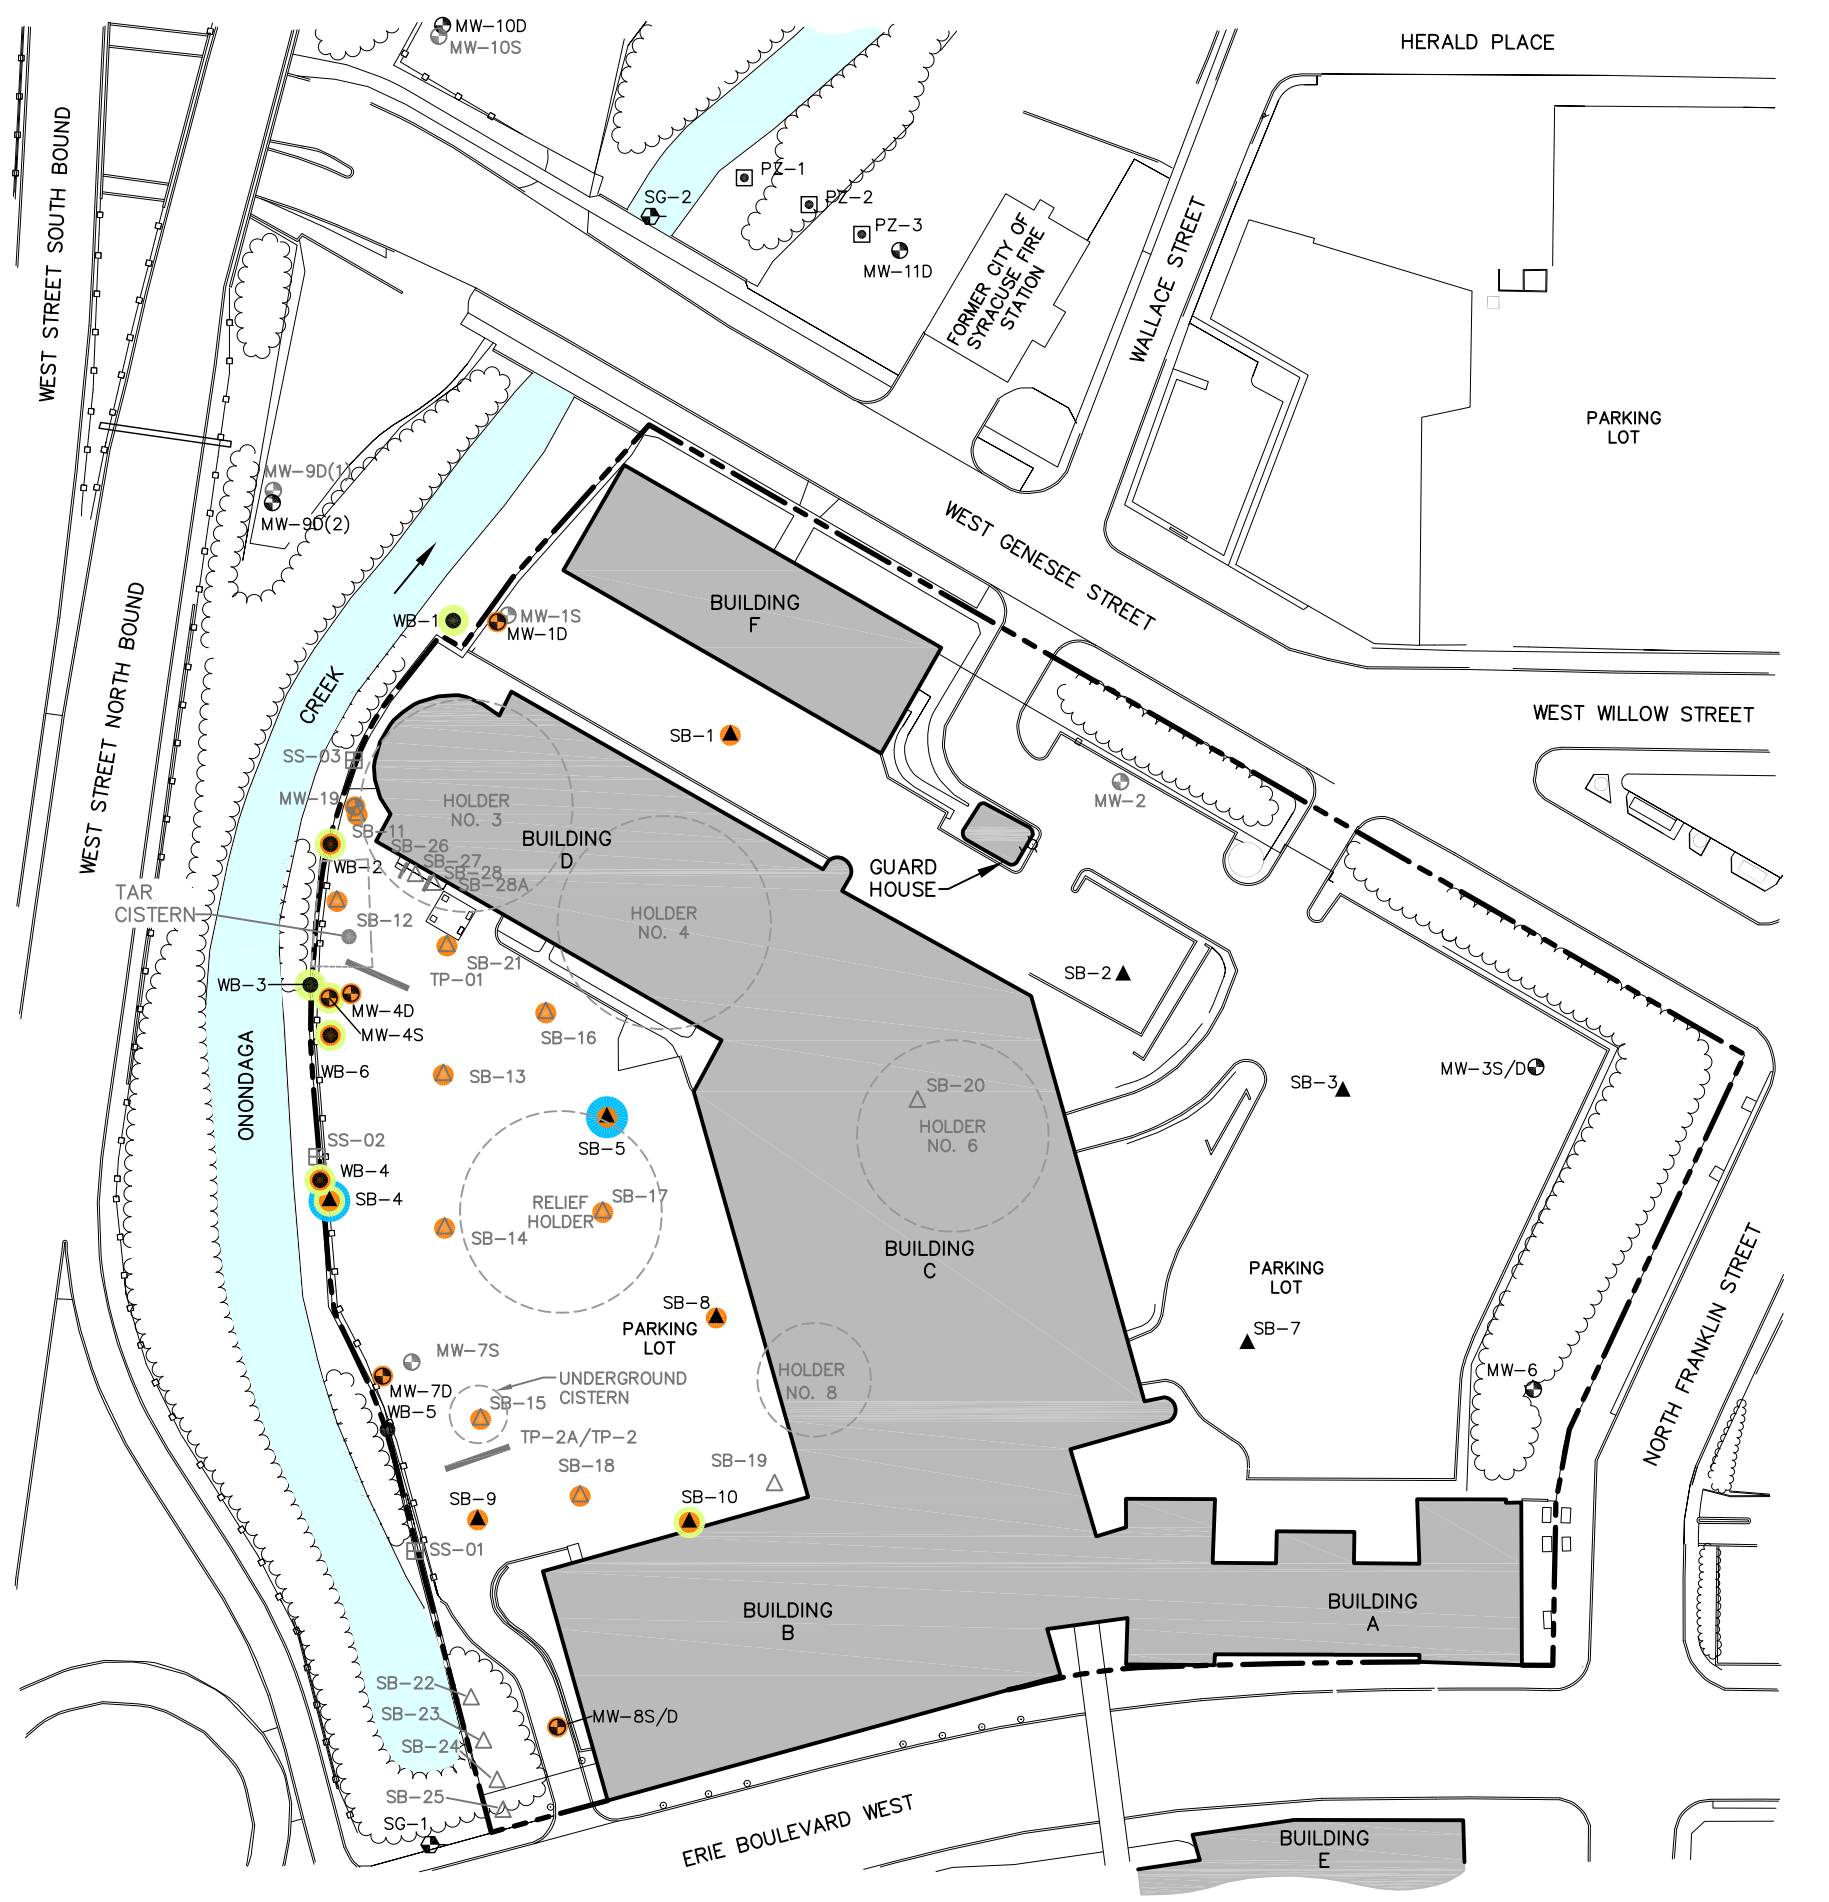 HERALD PLACE
MW-10D
MW-10S
WEST STREET SOUTH BOUND
PZ-1
SG-2
PZ-2
PZ-3
MW-11D
FORMER CITY OF
SYRACUSE FIRE
STATION
WALLACE STREET
PARKING
LOT
MW-9D(1)
MW-9D(2)
WEST GENESEE STREET
BUILDING
F
WB-1
MW-1S
MW-1D
WEST STREET NORTH BOUND
CREEK
WEST WILLOW STREET
SB-1
SS-03
MW-2
MW-19
HOLDER
NO. 3
SB-11
BUILDING
D
SB-26
SB-27
SB-28
SB-28A
WB-2
GUARD
HOUSE
TAR
CISTERN
SB-12
HOLDER
NO. 4
SB-21
TP-01
SB-2
WB-3
MW-4D
MW-4S
SB-16
WB-6
SB-13
MW-3S/D
SB-3
SB-20
HOLDER
NO. 6
ONONDAGA
SB-5
SS-02
WB-4
SB-4
RELIEF
HOLDER
SB-17
SB-14
BUILDING
C
PARKING
LOT
NORTH FRANKLIN STREET
SB-8
PARKING
LOT
SB-7
MW-7S
MW-7D
UNDERGROUND
CISTERN
HOLDER
NO. 8
MW-6
SB-15
WB-5
TP-2A/TP-2
SB-18
SB-19
SB-9
SB-10
SS-01
BUILDING
B
BUILDING
A
SB-22
SB-23
SB-24
MW-8S/D
SB-25
SG-1
ERIE BOULEVARD WEST
BUILDING
E